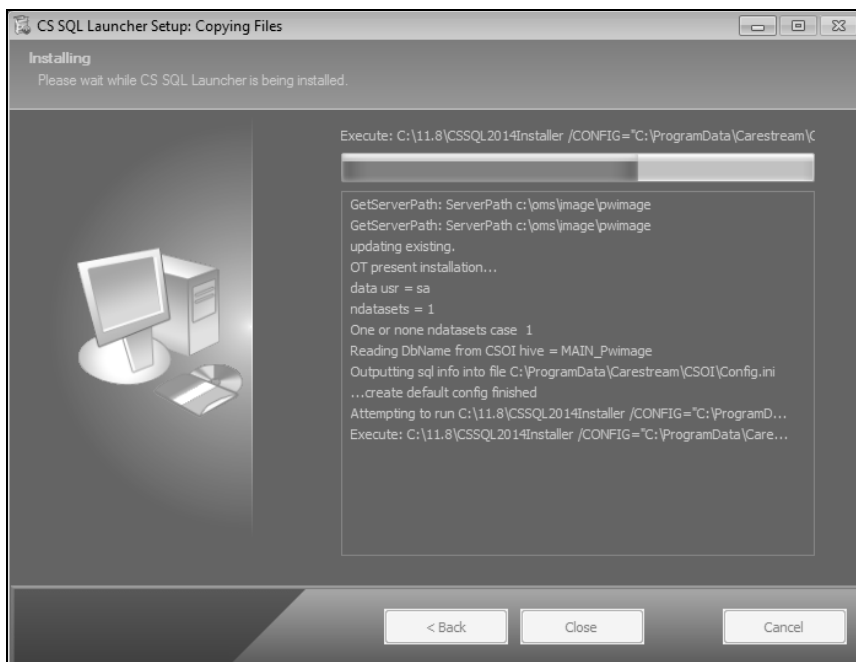 CS SQL Launcher Setup: Copying Files
Installing
Please wait while CS SQL Launcher is being installed.
Execute: C:\11.8\CSSQL2014Installer /CONFIG="C:\ProgramData\Carestream\C
GetServerPath: ServerPath c:\oms\image\pwimage
GetServerPath: ServerPath c:\oms\image\pwimage
updating existing.
OT present installation...
data usr = sa
ndatasets = 1
One or none ndatasets case  1
Reading DbName from CSOI hive = MAIN_Pwimage
Outputting sql info into file C:\ProgramData\Carestream\CSOI\Config.ini
...create default config finished
Attempting to run C:\11.8\CSSQL2014Installer /CONFIG="C:\ProgramD...
Execute: C:\11.8\CSSQL2014Installer /CONFIG="C:\ProgramData\Care...
< Back Close Cancel